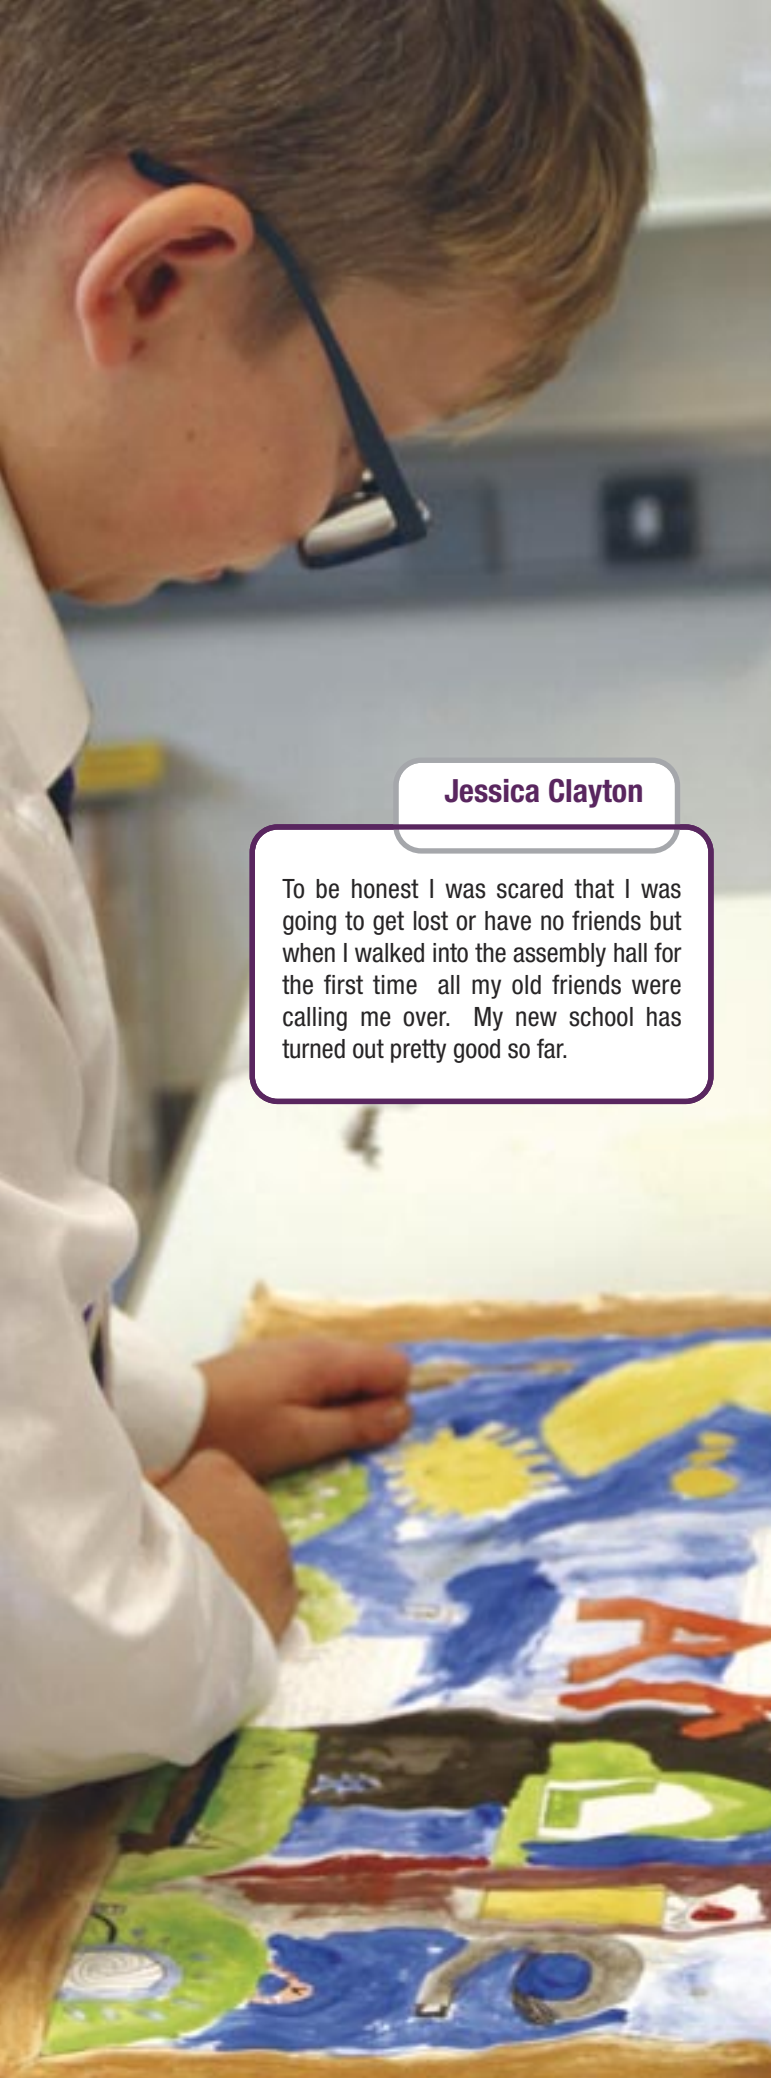 Jessica Clayton
To be honest I was scared that I was
going to get lost or have no friends but
when I walked into the assembly hall for
the first time  all my old friends were
calling me over.  My new school has
turned out pretty good so far.